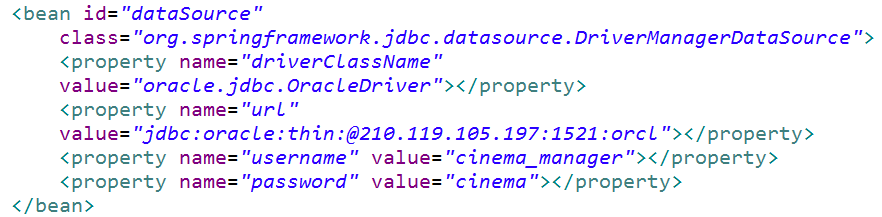 <bean id="dataSource"
class="org.springframework.jdbc.datasource.DriverManagerDataSource">
<property name="driverClassName"
value="oracle.jdbc.OracleDriver"></property>
<property name="url"
value="jdbc:oracle:thin:@210.119.105.197:1521:orcl"></property>
<property name="username" value="cinema_manager"></property>
<property name="password" value="cinema"></property>
</bean>